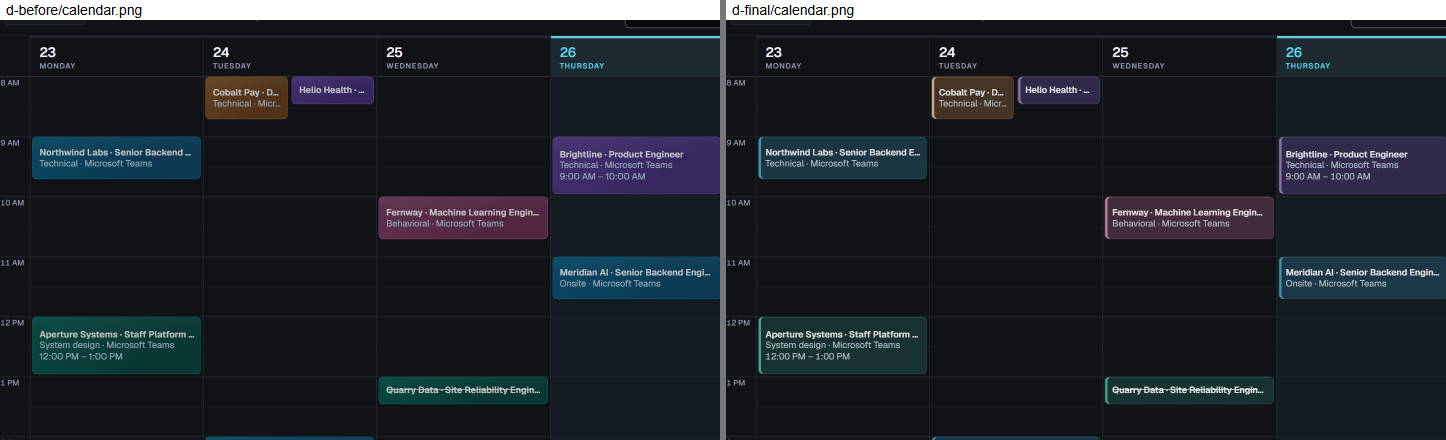 d-before/calendar.png
23
MONDAY
24
TUESDAY
25
WEDNESDAY
26
THURSDAY
8 AM
Cobalt Pay · D...
Technical · Micr...
Helio Health · ...
9 AM
Northwind Labs · Senior Backend ...
Technical · Microsoft Teams
Brightline · Product Engineer
Technical · Microsoft Teams
9:00 AM – 10:00 AM
10 AM
Fernway · Machine Learning Engin...
Behavioral · Microsoft Teams
11 AM
Meridian AI · Senior Backend Engi...
Onsite · Microsoft Teams
12 PM
Aperture Systems · Staff Platform ...
System design · Microsoft Teams
12:00 PM – 1:00 PM
1 PM
Quarry Data · Site Reliability Engin...
d-final/calendar.png
23
MONDAY
24
TUESDAY
25
WEDNESDAY
26
THURSDAY
8 AM
Cobalt Pay · D...
Technical · Micr...
Helio Health · ...
9 AM
Northwind Labs · Senior Backend E...
Technical · Microsoft Teams
Brightline · Product Engineer
Technical · Microsoft Teams
9:00 AM – 10:00 AM
10 AM
Fernway · Machine Learning Engin...
Behavioral · Microsoft Teams
11 AM
Meridian AI · Senior Backend Engin...
Onsite · Microsoft Teams
12 PM
Aperture Systems · Staff Platform ...
System design · Microsoft Teams
12:00 PM – 1:00 PM
1 PM
Quarry Data · Site Reliability Engin...